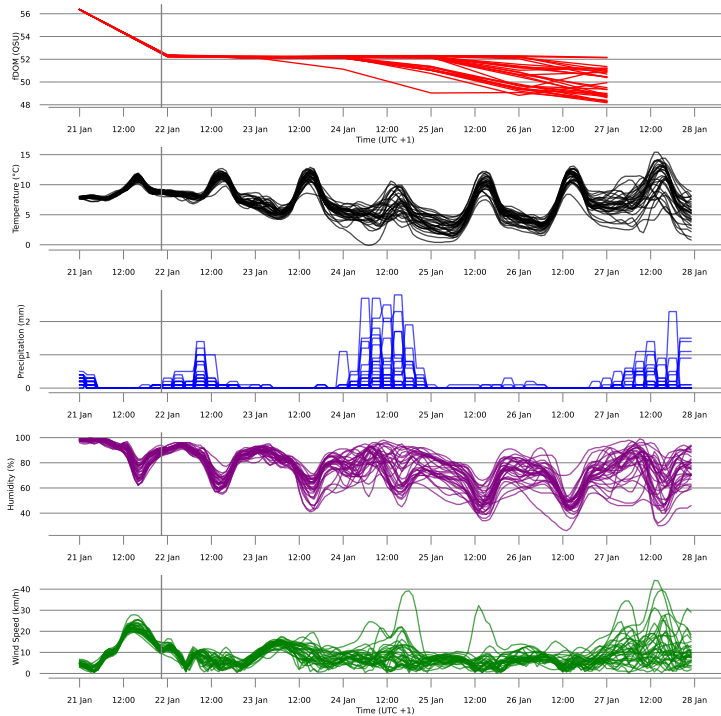 56
54
52
50
48
fDOM (QSU)
21 Jan 12:00 22 Jan 12:00 23 Jan 12:00 24 Jan 12:00 25 Jan 12:00 26 Jan 12:00 27 Jan 12:00 28 Jan
Time (UTC +1)
15
10
5
0
Temperature (°C)
21 Jan 12:00 22 Jan 12:00 23 Jan 12:00 24 Jan 12:00 25 Jan 12:00 26 Jan 12:00 27 Jan 12:00 28 Jan
2
1
0
Precipitation (mm)
21 Jan 12:00 22 Jan 12:00 23 Jan 12:00 24 Jan 12:00 25 Jan 12:00 26 Jan 12:00 27 Jan 12:00 28 Jan
100
80
60
40
Humidity (%)
21 Jan 12:00 22 Jan 12:00 23 Jan 12:00 24 Jan 12:00 25 Jan 12:00 26 Jan 12:00 27 Jan 12:00 28 Jan
40
30
20
10
0
Wind Speed (km/h)
21 Jan 12:00 22 Jan 12:00 23 Jan 12:00 24 Jan 12:00 25 Jan 12:00 26 Jan 12:00 27 Jan 12:00 28 Jan
Time (UTC +1)